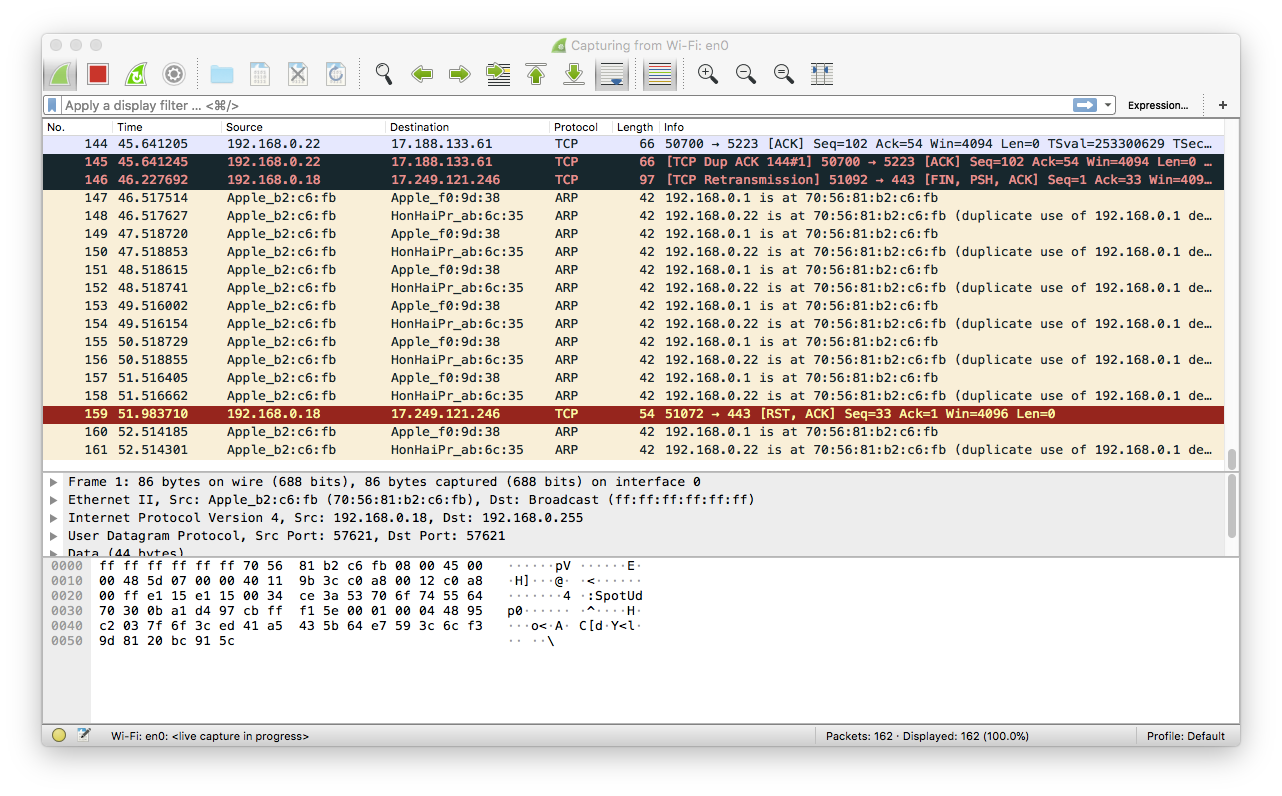 Capturing from Wi-Fi: en0
Apply a display filter ... <⌘/>
Expression...
+
No. Time Source Destination Protocol Length Info
144 45.641205 192.168.0.22 17.188.133.61 TCP 66 50700 → 5223 [ACK] Seq=102 Ack=54 Win=4094 Len=0 TSval=253300629 TSec…
145 45.641245 192.168.0.22 17.188.133.61 TCP 66 [TCP Dup ACK 144#1] 50700 → 5223 [ACK] Seq=102 Ack=54 Win=4094 Len=0 …
146 46.227692 192.168.0.18 17.249.121.246 TCP 97 [TCP Retransmission] 51092 → 443 [FIN, PSH, ACK] Seq=1 Ack=33 Win=409…
147 46.517514 Apple_b2:c6:fb Apple_f0:9d:38 ARP 42 192.168.0.1 is at 70:56:81:b2:c6:fb
148 46.517627 Apple_b2:c6:fb HonHaiPr_ab:6c:35 ARP 42 192.168.0.22 is at 70:56:81:b2:c6:fb (duplicate use of 192.168.0.1 de…
149 47.518720 Apple_b2:c6:fb Apple_f0:9d:38 ARP 42 192.168.0.1 is at 70:56:81:b2:c6:fb
150 47.518853 Apple_b2:c6:fb HonHaiPr_ab:6c:35 ARP 42 192.168.0.22 is at 70:56:81:b2:c6:fb (duplicate use of 192.168.0.1 de…
151 48.518615 Apple_b2:c6:fb Apple_f0:9d:38 ARP 42 192.168.0.1 is at 70:56:81:b2:c6:fb
152 48.518741 Apple_b2:c6:fb HonHaiPr_ab:6c:35 ARP 42 192.168.0.22 is at 70:56:81:b2:c6:fb (duplicate use of 192.168.0.1 de…
153 49.516002 Apple_b2:c6:fb Apple_f0:9d:38 ARP 42 192.168.0.1 is at 70:56:81:b2:c6:fb
154 49.516154 Apple_b2:c6:fb HonHaiPr_ab:6c:35 ARP 42 192.168.0.22 is at 70:56:81:b2:c6:fb (duplicate use of 192.168.0.1 de…
155 50.518729 Apple_b2:c6:fb Apple_f0:9d:38 ARP 42 192.168.0.1 is at 70:56:81:b2:c6:fb
156 50.518855 Apple_b2:c6:fb HonHaiPr_ab:6c:35 ARP 42 192.168.0.22 is at 70:56:81:b2:c6:fb (duplicate use of 192.168.0.1 de…
157 51.516405 Apple_b2:c6:fb Apple_f0:9d:38 ARP 42 192.168.0.1 is at 70:56:81:b2:c6:fb
158 51.516662 Apple_b2:c6:fb HonHaiPr_ab:6c:35 ARP 42 192.168.0.22 is at 70:56:81:b2:c6:fb (duplicate use of 192.168.0.1 de…
159 51.983710 192.168.0.18 17.249.121.246 TCP 54 51072 → 443 [RST, ACK] Seq=33 Ack=1 Win=4096 Len=0
160 52.514185 Apple_b2:c6:fb Apple_f0:9d:38 ARP 42 192.168.0.1 is at 70:56:81:b2:c6:fb
161 52.514301 Apple_b2:c6:fb HonHaiPr_ab:6c:35 ARP 42 192.168.0.22 is at 70:56:81:b2:c6:fb (duplicate use of 192.168.0.1 de…
Frame 1: 86 bytes on wire (688 bits), 86 bytes captured (688 bits) on interface 0
Ethernet II, Src: Apple_b2:c6:fb (70:56:81:b2:c6:fb), Dst: Broadcast (ff:ff:ff:ff:ff:ff)
Internet Protocol Version 4, Src: 192.168.0.18, Dst: 192.168.0.255
User Datagram Protocol, Src Port: 57621, Dst Port: 57621
Data (44 bytes)
0000 ff ff ff ff ff ff 70 56 81 b2 c6 fb 08 00 45 00 ······pV ······E·
0010 00 48 5d 07 00 00 40 11 9b 3c c0 a8 00 12 c0 a8 ·H]···@· ·<······
0020 00 ff e1 15 e1 15 00 34 ce 3a 53 70 6f 74 55 64 ·······4 ·:SpotUd
0030 70 30 0b a1 d4 97 cb ff f1 5e 00 01 00 04 48 95 p0······ ·^····H·
0040 c2 03 7f 6f 3c ed 41 a5 43 5b 64 e7 59 3c 6c f3 ···o<·A· C[d·Y<l·
0050 9d 81 20 bc 91 5c ·· ··\
Wi-Fi: en0: <live capture in progress>
Packets: 162 · Displayed: 162 (100.0%)
Profile: Default